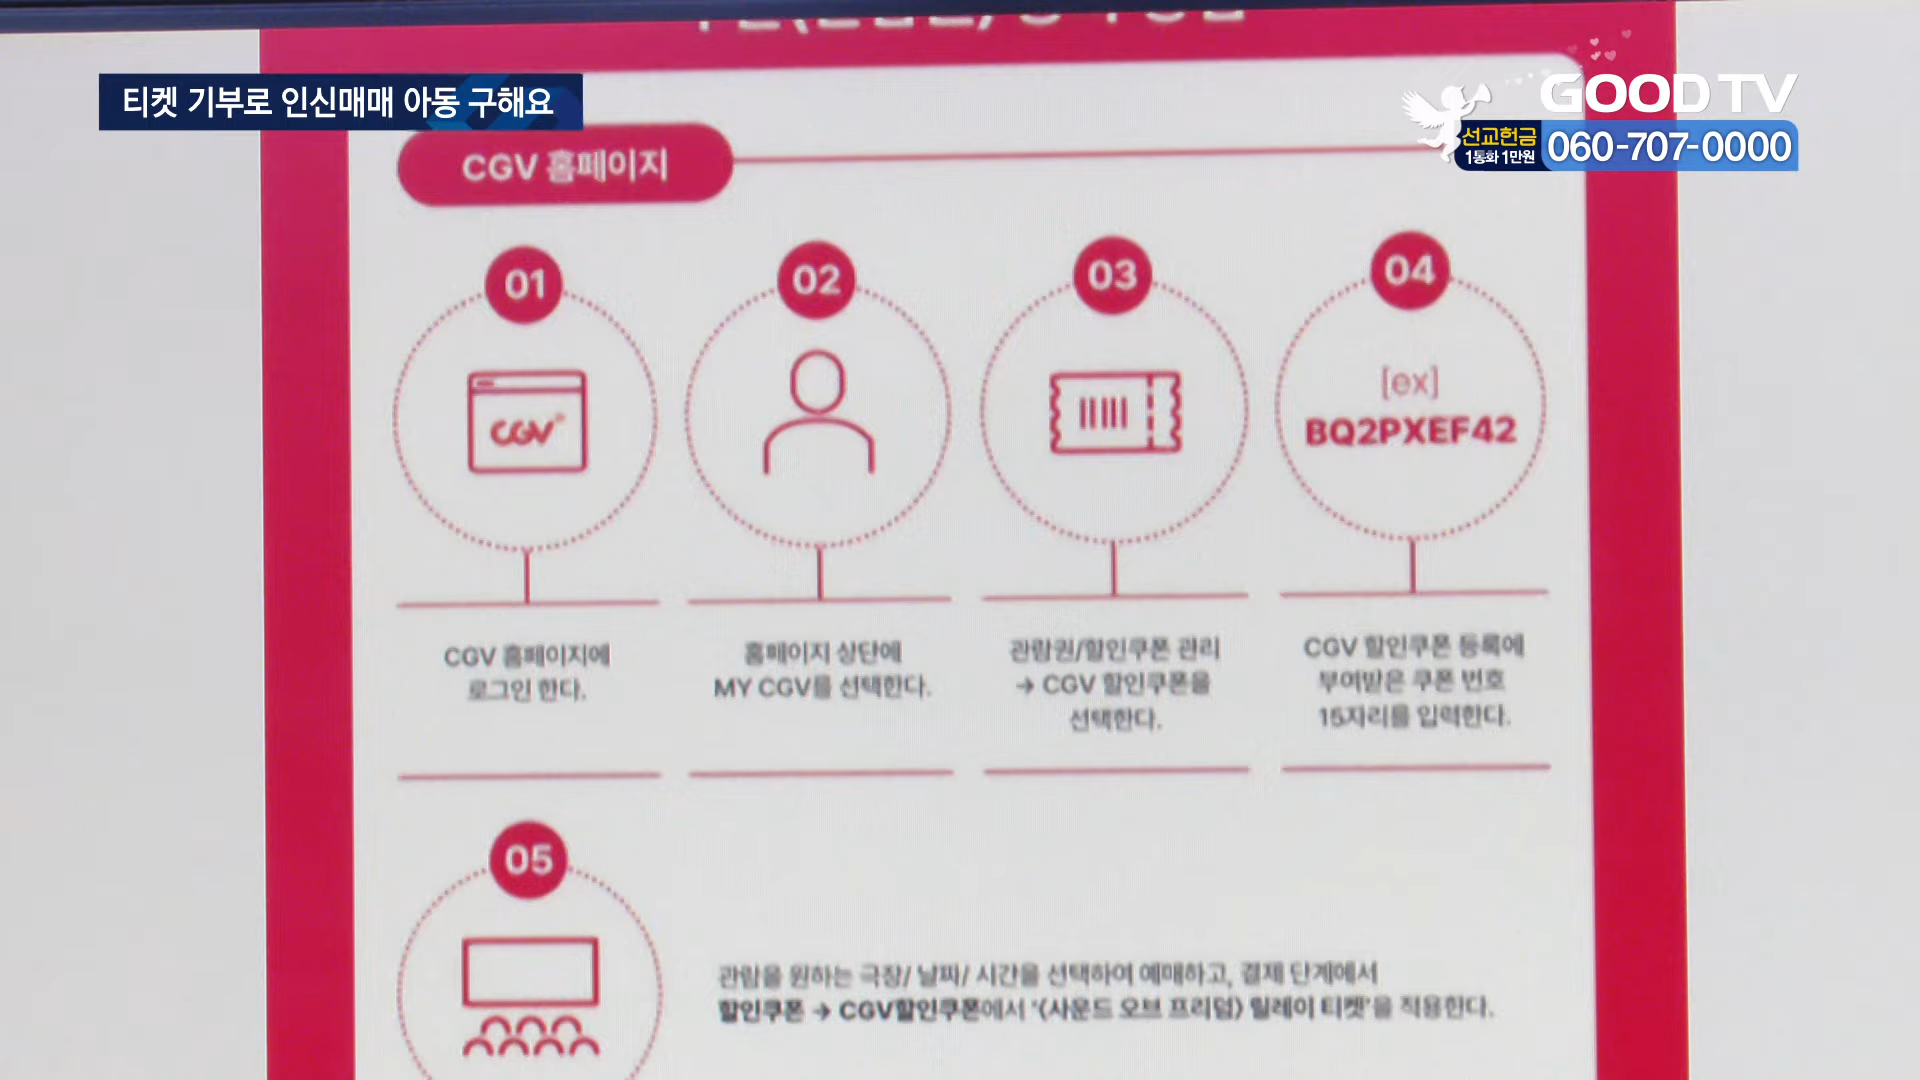 티켓 기부로 인신매매 아동 구해요
GOOD TV
선교헌금
1통화 1만원
060-707-0000
CGV 홈페이지
01
02
03
04
CGV
[ex]
BQ2PXEF42
CGV 홈페이지에
로그인 한다.
홈페이지 상단에
MY CGV를 선택한다.
관람권/할인쿠폰 관리
→ CGV 할인쿠폰을
선택한다.
CGV 할인쿠폰 등록에
부여받은 쿠폰 번호
15자리를 입력한다.
05
관람을 원하는 극장/ 날짜/ 시간을 선택하여 예매하고, 결제 단계에서
할인쿠폰 → CGV할인쿠폰에서 '<사운드 오브 프리덤> 릴레이 티켓'을 적용한다.